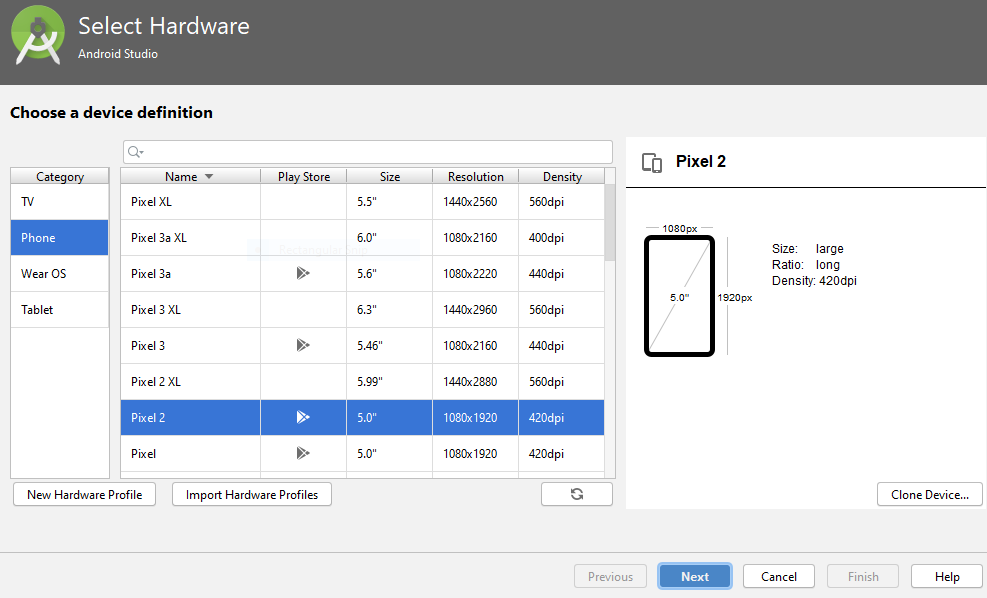 Select Hardware
Android Studio
Choose a device definition
Category
TV
Phone
Wear OS
Tablet
Name Play Store Size Resolution Density
Pixel XL 5.5" 1440x2560 560dpi
Pixel 3a XL 6.0" 1080x2160 400dpi
Pixel 3a 5.6" 1080x2220 440dpi
Pixel 3 XL 6.3" 1440x2960 560dpi
Pixel 3 5.46" 1080x2160 440dpi
Pixel 2 XL 5.99" 1440x2880 560dpi
Pixel 2 5.0" 1080x1920 420dpi
Pixel 5.0" 1080x1920 420dpi
New Hardware Profile
Import Hardware Profiles
Pixel 2
1080px
5.0"
1920px
Size: large
Ratio: long
Density: 420dpi
Clone Device...
Previous
Next
Cancel
Finish
Help